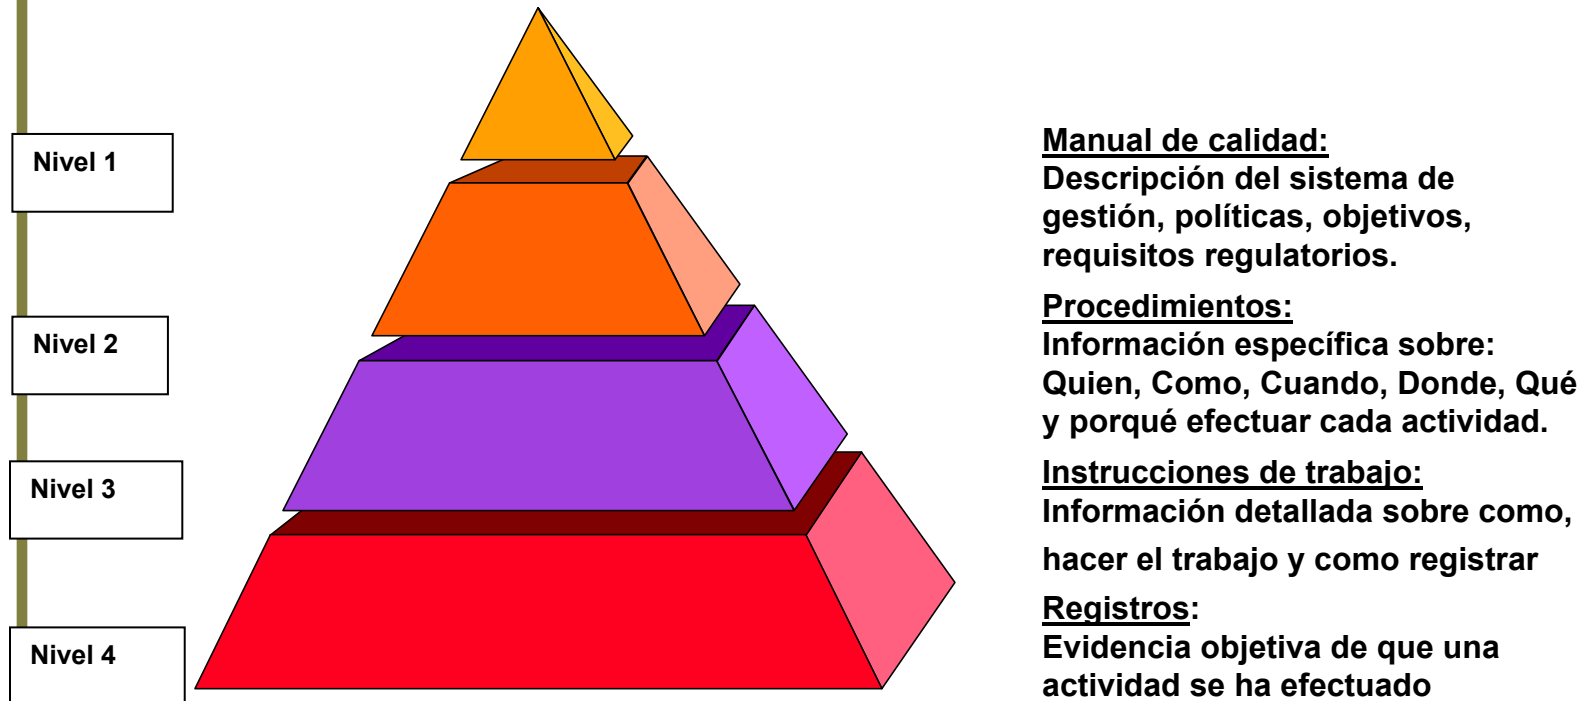 Nivel 1
Manual de calidad:
Descripción del sistema de
gestión, políticas, objetivos,
requisitos regulatorios.
Nivel 2
Procedimientos:
Información específica sobre:
Quien, Como, Cuando, Donde, Qué
y porqué efectuar cada actividad.
Nivel 3
Instrucciones de trabajo:
Información detallada sobre como,
hacer el trabajo y como registrar
Nivel 4
Registros:
Evidencia objetiva de que una
actividad se ha efectuado